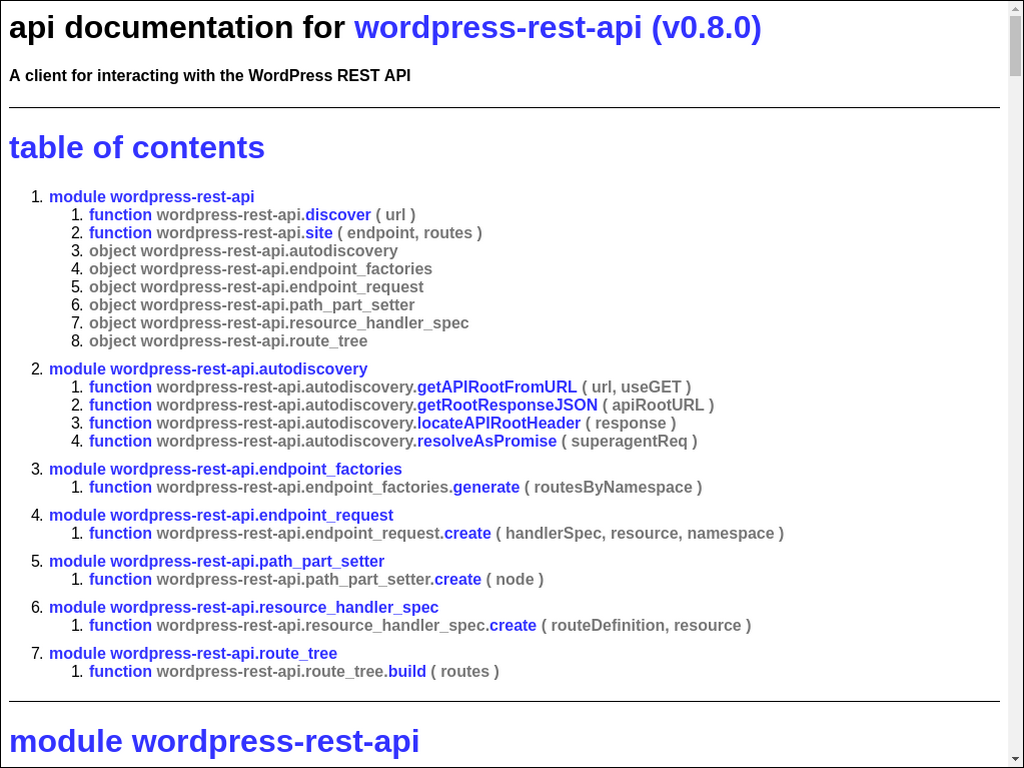 api documentation for wordpress-rest-api (v0.8.0)
A client for interacting with the WordPress REST API
table of contents
1. module wordpress-rest-api
1. function wordpress-rest-api.discover ( url )
2. function wordpress-rest-api.site ( endpoint, routes )
3. object wordpress-rest-api.autodiscovery
4. object wordpress-rest-api.endpoint_factories
5. object wordpress-rest-api.endpoint_request
6. object wordpress-rest-api.path_part_setter
7. object wordpress-rest-api.resource_handler_spec
8. object wordpress-rest-api.route_tree
2. module wordpress-rest-api.autodiscovery
1. function wordpress-rest-api.autodiscovery.getAPIRootFromURL ( url, useGET )
2. function wordpress-rest-api.autodiscovery.getRootResponseJSON ( apiRootURL )
3. function wordpress-rest-api.autodiscovery.locateAPIRootHeader ( response )
4. function wordpress-rest-api.autodiscovery.resolveAsPromise ( superagentReq )
3. module wordpress-rest-api.endpoint_factories
1. function wordpress-rest-api.endpoint_factories.generate ( routesByNamespace )
4. module wordpress-rest-api.endpoint_request
1. function wordpress-rest-api.endpoint_request.create ( handlerSpec, resource, namespace )
5. module wordpress-rest-api.path_part_setter
1. function wordpress-rest-api.path_part_setter.create ( node )
6. module wordpress-rest-api.resource_handler_spec
1. function wordpress-rest-api.resource_handler_spec.create ( routeDefinition, resource )
7. module wordpress-rest-api.route_tree
1. function wordpress-rest-api.route_tree.build ( routes )
module wordpress-rest-api